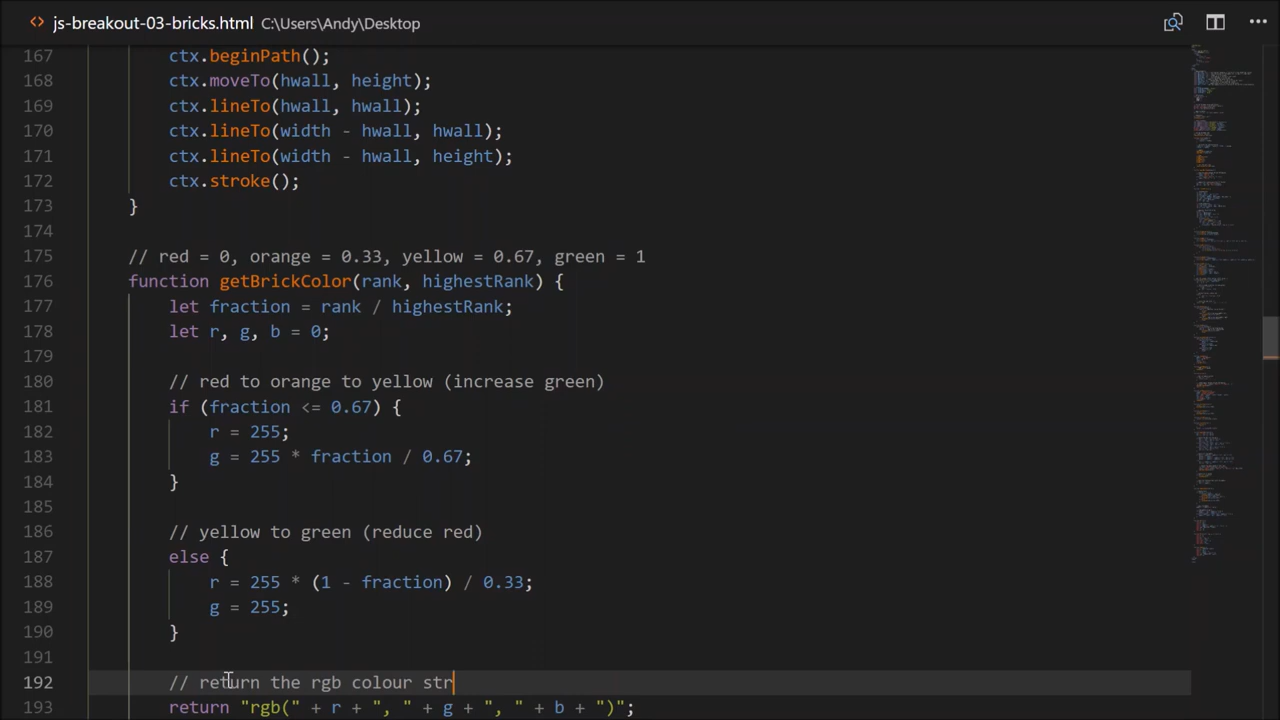 js-breakout-03-bricks.html C:\Users\Andy\Desktop
167 ctx.beginPath();
168 ctx.moveTo(hwall, height);
169 ctx.lineTo(hwall, hwall);
170 ctx.lineTo(width - hwall, hwall);
171 ctx.lineTo(width - hwall, height);
172 ctx.stroke();
173 }
174
175 // red = 0, orange = 0.33, yellow = 0.67, green = 1
176 function getBrickColor(rank, highestRank) {
177 let fraction = rank / highestRank;
178 let r, g, b = 0;
179
180 // red to orange to yellow (increase green)
181 if (fraction <= 0.67) {
182 r = 255;
183 g = 255 * fraction / 0.67;
184 }
185
186 // yellow to green (reduce red)
187 else {
188 r = 255 * (1 - fraction) / 0.33;
189 g = 255;
190 }
191
192 // return the rgb colour str
193 return "rgb(" + r + ", " + g + ", " + b + ")";